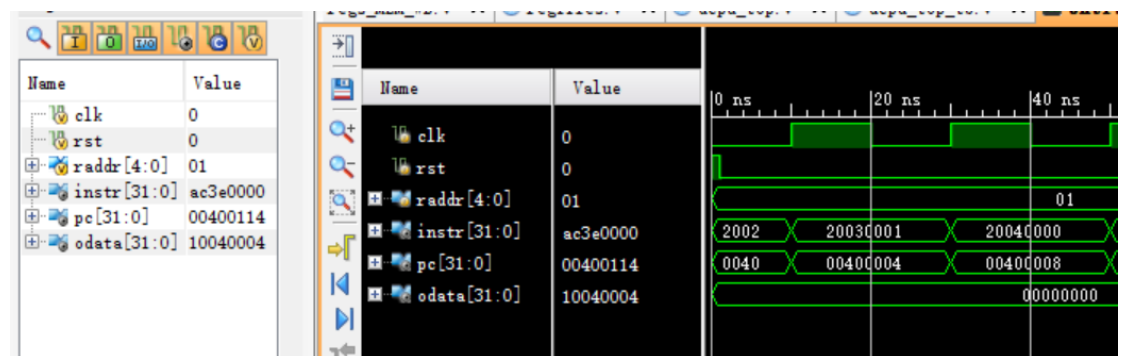 Name Value
clk 0
rst 0
raddr[4:0] 01
instr[31:0] ac3e0000
pc[31:0] 00400114
odata[31:0] 10040004
Name Value
0 ns 20 ns 40 ns
clk 0
rst 0
raddr[4:0] 01 01
instr[31:0] ac3e0000 2002 20030001 20040000
pc[31:0] 00400114 0040 00400004 00400008
odata[31:0] 10040004 00000000